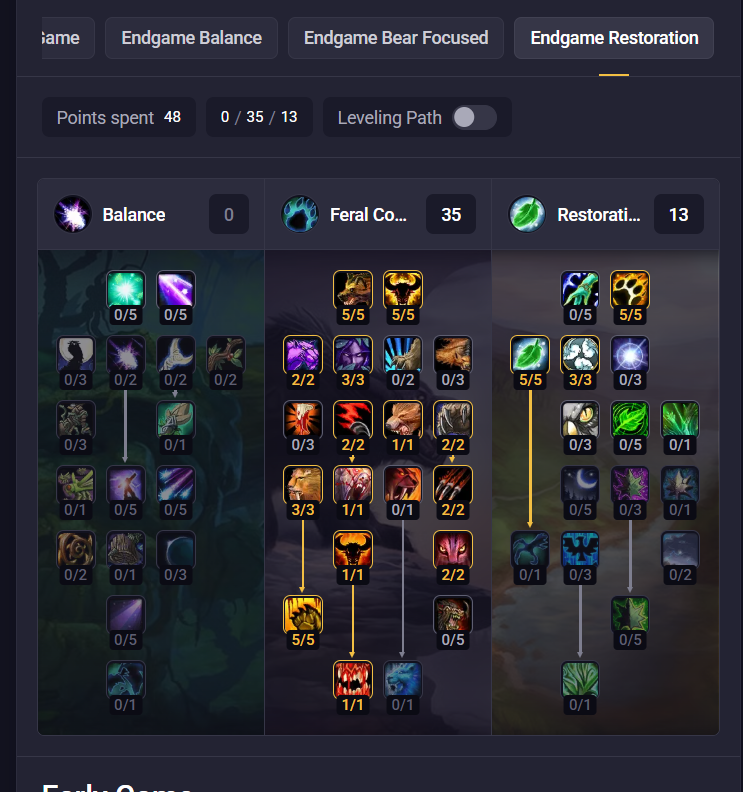 Game Endgame Balance Endgame Bear Focused Endgame Restoration
Points spent 48 0 / 35 / 13 Leveling Path
Balance 0 Feral Co... 35 Restorati... 13
0/5 0/5 5/5 5/5 0/5 5/5
0/3 0/2 0/2 0/2 2/2 3/3 0/2 0/3 5/5 3/3 0/3
0/3 0/1 0/3 2/2 1/1 2/2 0/3 0/5 0/1
0/1 0/5 0/5 3/3 1/1 0/1 2/2 0/5 0/3 0/1
0/2 0/1 0/3 1/1 2/2 0/1 0/3 0/2
0/5 5/5 0/5 0/5
0/1 1/1 0/1 0/1
Early Game